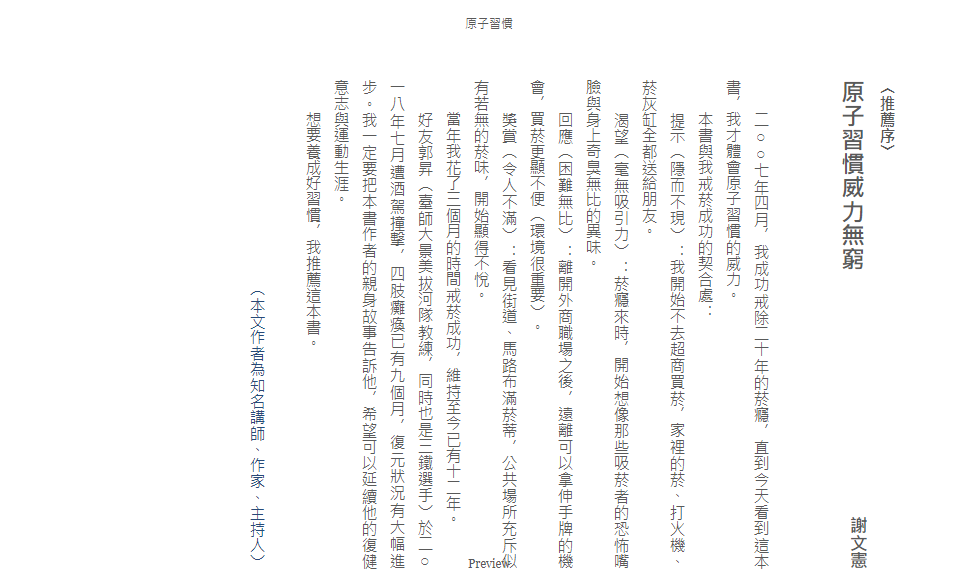 原子習慣
〈推薦序〉
原子習慣威力無窮
謝文憲
二○○七年四月，我成功戒除二十年的菸癮，直到今天看到這本
書，我才體會原子習慣的威力。
本書與我戒菸成功的契合處：
提示（隱而不現）：我開始不去超商買菸，家裡的菸、打火機、
菸灰缸全都送給朋友。
渴望（毫無吸引力）：菸癮來時，開始想像那些吸菸者的恐怖嘴
臉與身上奇臭無比的異味。
回應（困難無比）：離開外商職場之後，遠離可以拿伸手牌的機
會，買菸更顯不便（環境很重要）。
獎賞（令人不滿）：看見街道、馬路布滿菸蒂，公共場所充斥似
有若無的菸味，開始顯得不悅。
當年我花了三個月的時間戒菸成功，維持至今已有十二年。
好友郭昇（臺師大景美拔河隊教練，同時也是三鐵選手）於二○
一八年七月遭酒駕撞擊，四肢癱瘓已有九個月，復元狀況有大幅進
步。我一定要把本書作者的親身故事告訴他，希望可以延續他的復健
意志與運動生涯。
想要養成好習慣，我推薦這本書。
（本文作者為知名講師、作家、主持人）
Preview